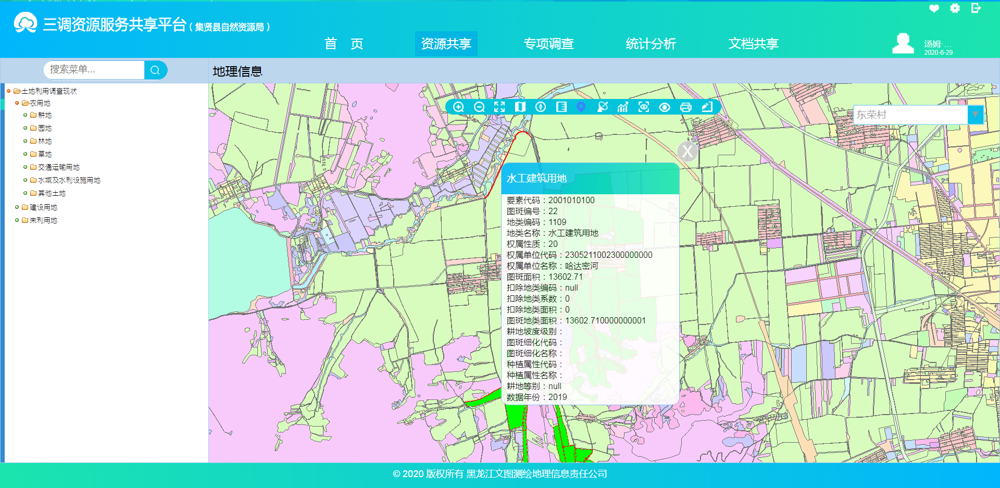 三调资源服务共享平台（集贤县自然资源局）
首 页
资源共享
专项调查
统计分析
文档共享
汤姆·...
2020-6-29
搜索菜单...
地理信息
土地利用调查现状
农用地
耕地
园地
林地
草地
交通运输用地
水域及水利设施用地
其他土地
建设用地
未利用地
东荣村
X
水工建筑用地
要素代码：2001010100
图斑编号：22
地类编码：1109
地类名称：水工建筑用地
权属性质：20
权属单位代码：2305211002300000000
权属单位名称：哈达密河
图斑面积：13602.71
扣除地类编码：null
扣除地类系数：0
扣除地类面积：0
图斑地类面积：13602.710000000001
耕地坡度级别：
图斑细化代码：
图斑细化名称：
种植属性代码：
种植属性名称：
耕地等别：null
数据年份：2019
© 2020 版权所有 黑龙江文图测绘地理信息责任公司